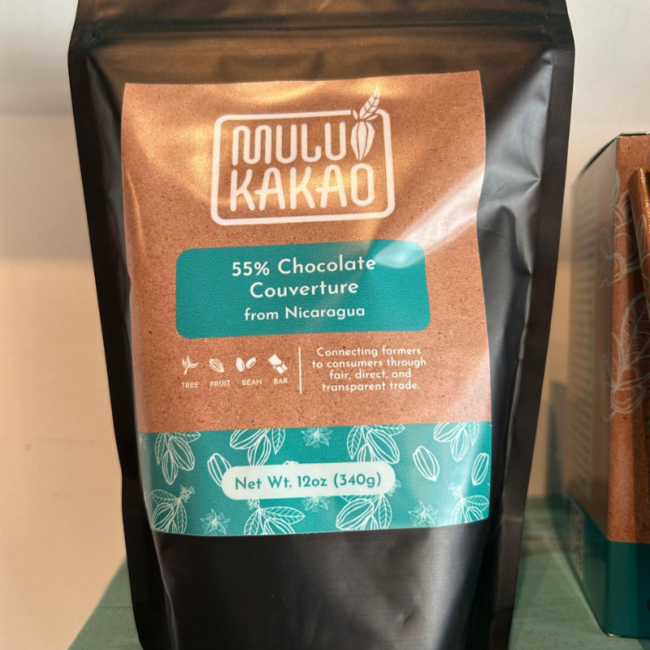 MULU
KAKAO
55% Chocolate
Couverture
from Nicaragua
TREE FRUIT BEAN BAR
Connecting farmers
to consumers through
fair, direct, and
transparent trade.
Net Wt. 12oz (340g)